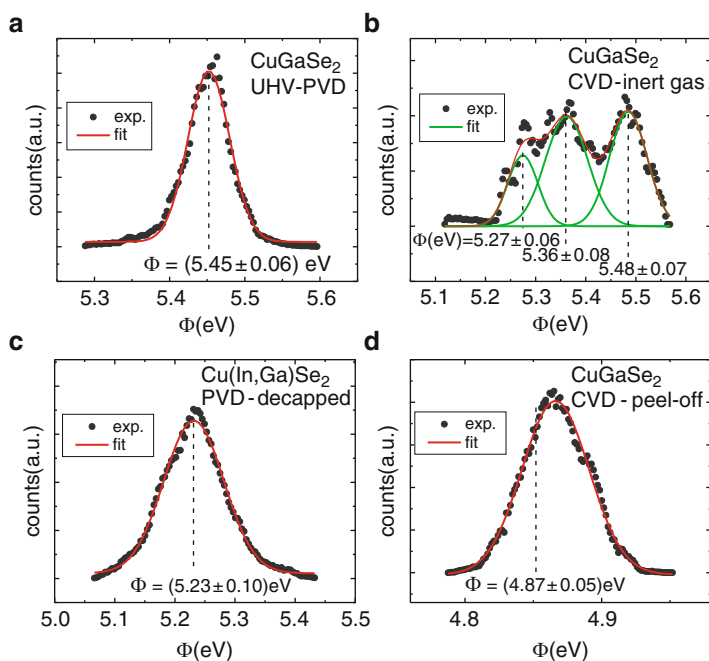 a
CuGaSe2
UHV-PVD
exp.
fit
counts(a.u.)
Φ = (5.45±0.06) eV
5.3 5.4 5.5 5.6
Φ(eV)
b
CuGaSe2
CVD-inert gas
exp.
fit
counts(a.u.)
Φ(eV)=5.27±0.06
5.36±0.08
5.48±0.07
5.1 5.2 5.3 5.4 5.5 5.6
Φ(eV)
c
Cu(In,Ga)Se2
PVD-decapped
exp.
fit
counts(a.u.)
Φ = (5.23±0.10)eV
5.0 5.1 5.2 5.3 5.4 5.5
Φ(eV)
d
CuGaSe2
CVD-peel-off
exp.
fit
counts(a.u.)
Φ = (4.87±0.05)eV
4.8 4.9
Φ(eV)